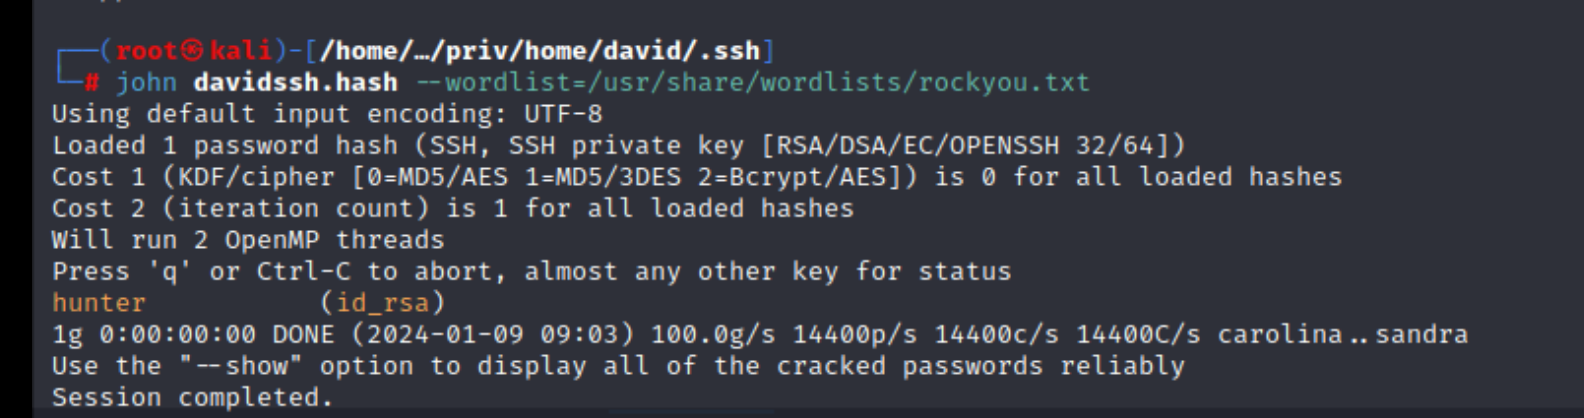 ┌──(root㉿kali)-[/home/…/priv/home/david/.ssh]
└─# john davidssh.hash --wordlist=/usr/share/wordlists/rockyou.txt
Using default input encoding: UTF-8
Loaded 1 password hash (SSH, SSH private key [RSA/DSA/EC/OPENSSH 32/64])
Cost 1 (KDF/cipher [0=MD5/AES 1=MD5/3DES 2=Bcrypt/AES]) is 0 for all loaded hashes
Cost 2 (iteration count) is 1 for all loaded hashes
Will run 2 OpenMP threads
Press 'q' or Ctrl-C to abort, almost any other key for status
hunter           (id_rsa)
1g 0:00:00:00 DONE (2024-01-09 09:03) 100.0g/s 14400p/s 14400c/s 14400C/s carolina..sandra
Use the "--show" option to display all of the cracked passwords reliably
Session completed.